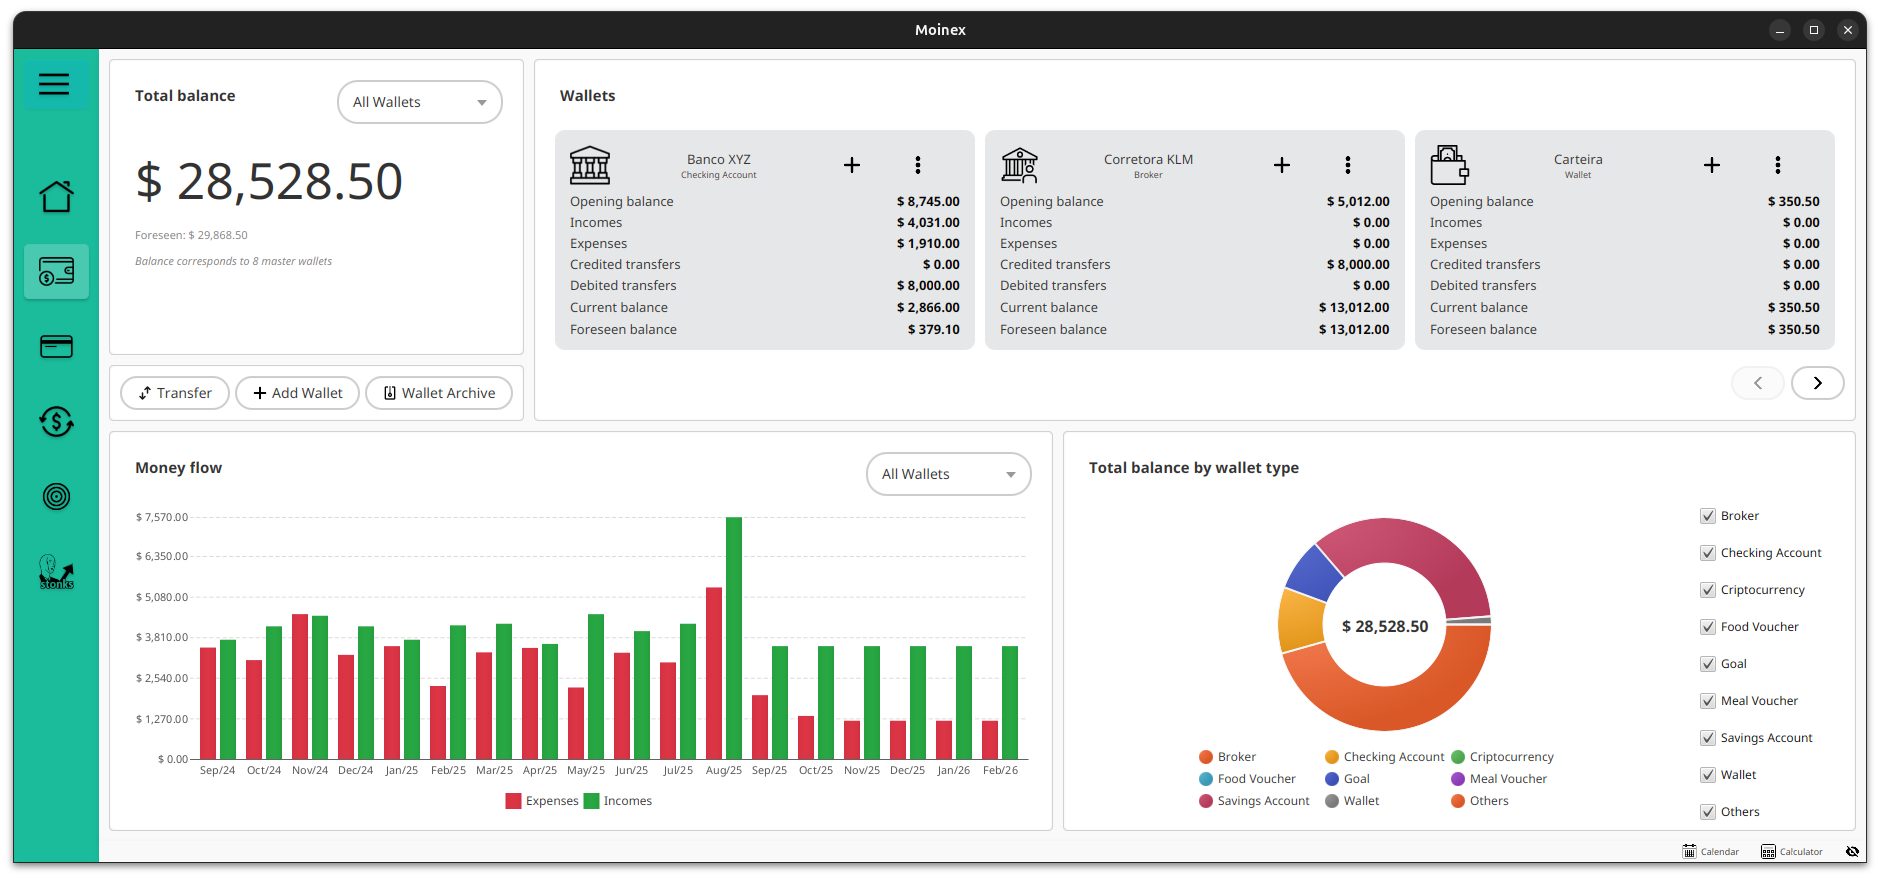 Moinex
Total balance
All Wallets
$ 28,528.50
Foreseen: $ 29,868.50
Balance corresponds to 8 master wallets
Transfer
Add Wallet
Wallet Archive
Wallets
Banco XYZ
Checking Account
Opening balance $ 8,745.00
Incomes $ 4,031.00
Expenses $ 1,910.00
Credited transfers $ 0.00
Debited transfers $ 8,000.00
Current balance $ 2,866.00
Foreseen balance $ 379.10
Corretora KLM
Broker
Opening balance $ 5,012.00
Incomes $ 0.00
Expenses $ 0.00
Credited transfers $ 8,000.00
Debited transfers $ 0.00
Current balance $ 13,012.00
Foreseen balance $ 13,012.00
Carteira
Wallet
Opening balance $ 350.50
Incomes $ 0.00
Expenses $ 0.00
Credited transfers $ 0.00
Debited transfers $ 0.00
Current balance $ 350.50
Foreseen balance $ 350.50
Money flow
All Wallets
$ 7,570.00
$ 6,350.00
$ 5,080.00
$ 3,810.00
$ 2,540.00
$ 1,270.00
$ 0.00
Sep/24 Oct/24 Nov/24 Dec/24 Jan/25 Feb/25 Mar/25 Apr/25 May/25 Jun/25 Jul/25 Aug/25 Sep/25 Oct/25 Nov/25 Dec/25 Jan/26 Feb/26
Expenses Incomes
Total balance by wallet type
$ 28,528.50
Broker Checking Account Criptocurrency
Food Voucher Goal Meal Voucher
Savings Account Wallet Others
Broker
Checking Account
Criptocurrency
Food Voucher
Goal
Meal Voucher
Savings Account
Wallet
Others
stonks
Calendar
Calculator